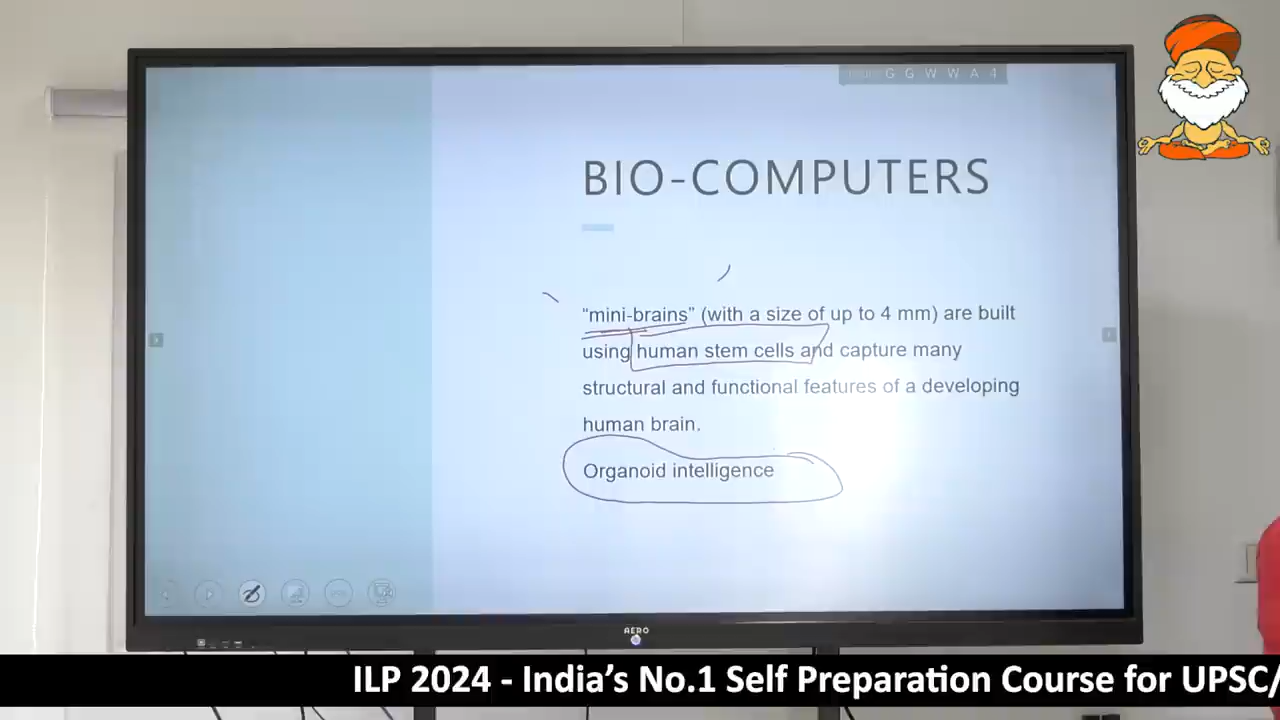 G G W W A 4
BIO-COMPUTERS
“mini-brains” (with a size of up to 4 mm) are built
using human stem cells and capture many
structural and functional features of a developing
human brain.
Organoid intelligence
AERO
ILP 2024 - India’s No.1 Self Preparation Course for UPSC/